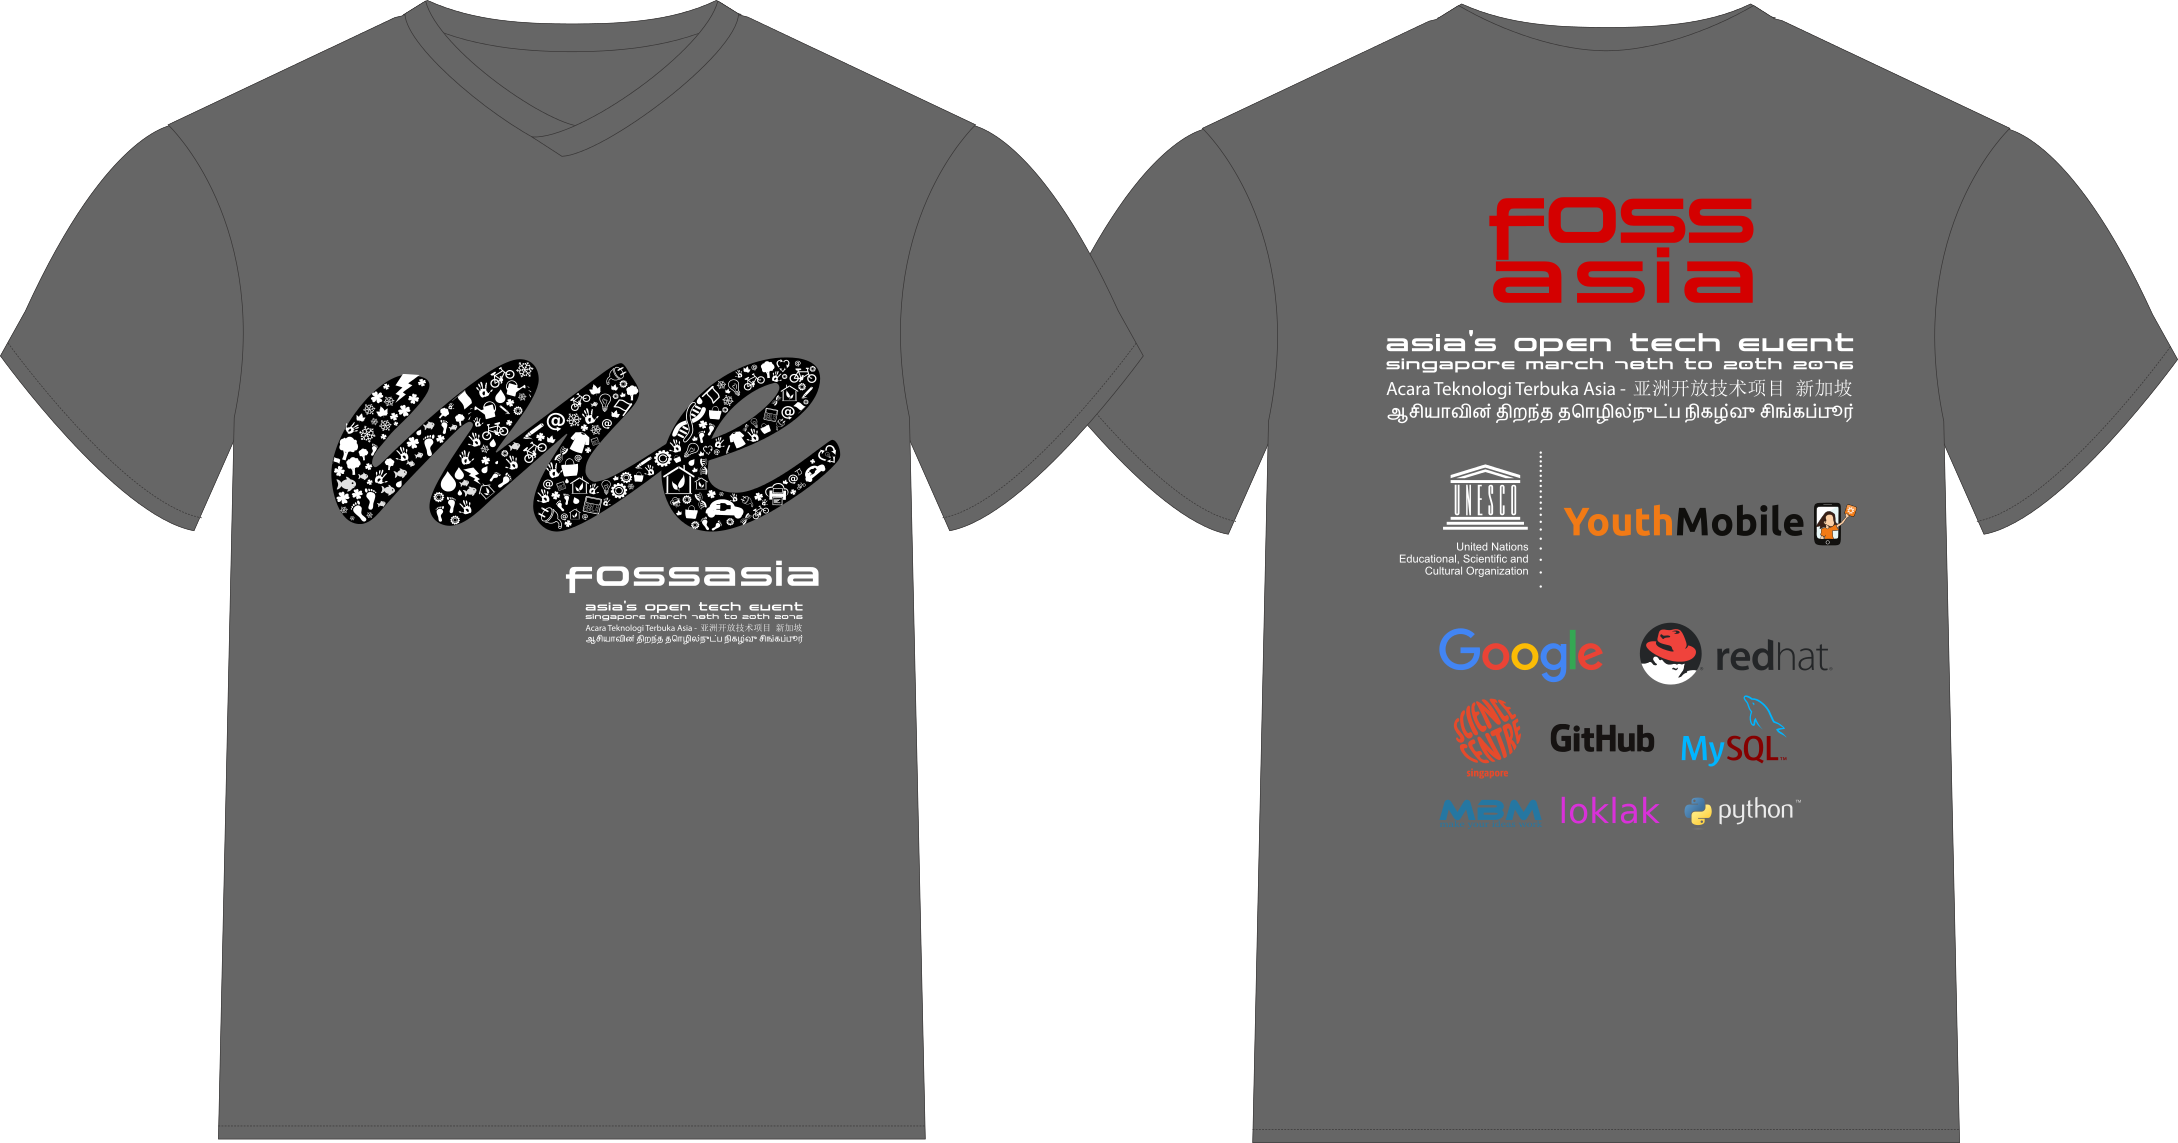 me
fossasia
asia's open tech event
singapore march 18th to 20th 2016
Acara Teknologi Terbuka Asia - 亚洲开放技术项目 新加坡
ஆசியாவின் திறந்த தொழில்நுட்ப நிகழ்வு சிங்கப்பூர்
foss
asia
asia's open tech event
singapore march 18th to 20th 2016
Acara Teknologi Terbuka Asia - 亚洲开放技术项目 新加坡
ஆசியாவின் திறந்த தொழில்நுட்ப நிகழ்வு சிங்கப்பூர்
UNESCO
United Nations
Educational, Scientific and
Cultural Organization
YouthMobile
Google
redhat
SCIENCE
CENTRE
singapore
GitHub
MySQL™
MBM
loklak
python™